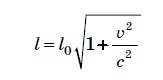 l = l₀ √(1 + v²/c²)